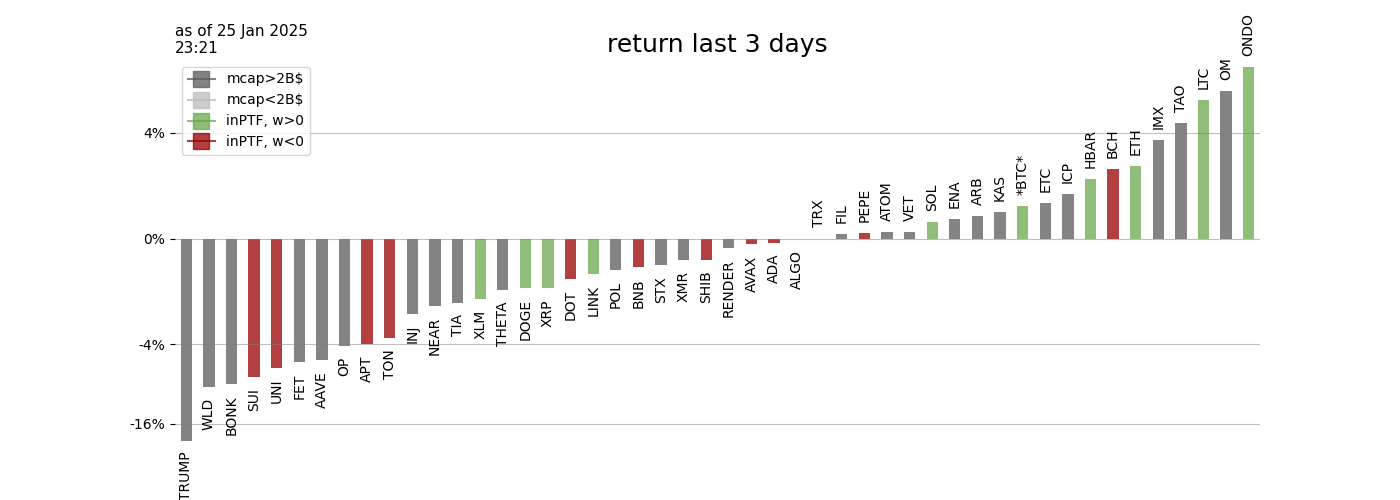 as of 25 Jan 2025
23:21
return last 3 days
mcap>2B$
mcap<2B$
inPTF, w>0
inPTF, w<0
4%
0%
-4%
-16%
TRUMP
WLD
BONK
SUI
UNI
FET
AAVE
OP
APT
TON
INJ
NEAR
TIA
XLM
THETA
DOGE
XRP
DOT
LINK
POL
BNB
STX
XMR
SHIB
RENDER
AVAX
ADA
ALGO
TRX
FIL
PEPE
ATOM
VET
SOL
ENA
ARB
KAS
*BTC*
ETC
ICP
HBAR
BCH
ETH
IMX
TAO
LTC
OM
ONDO